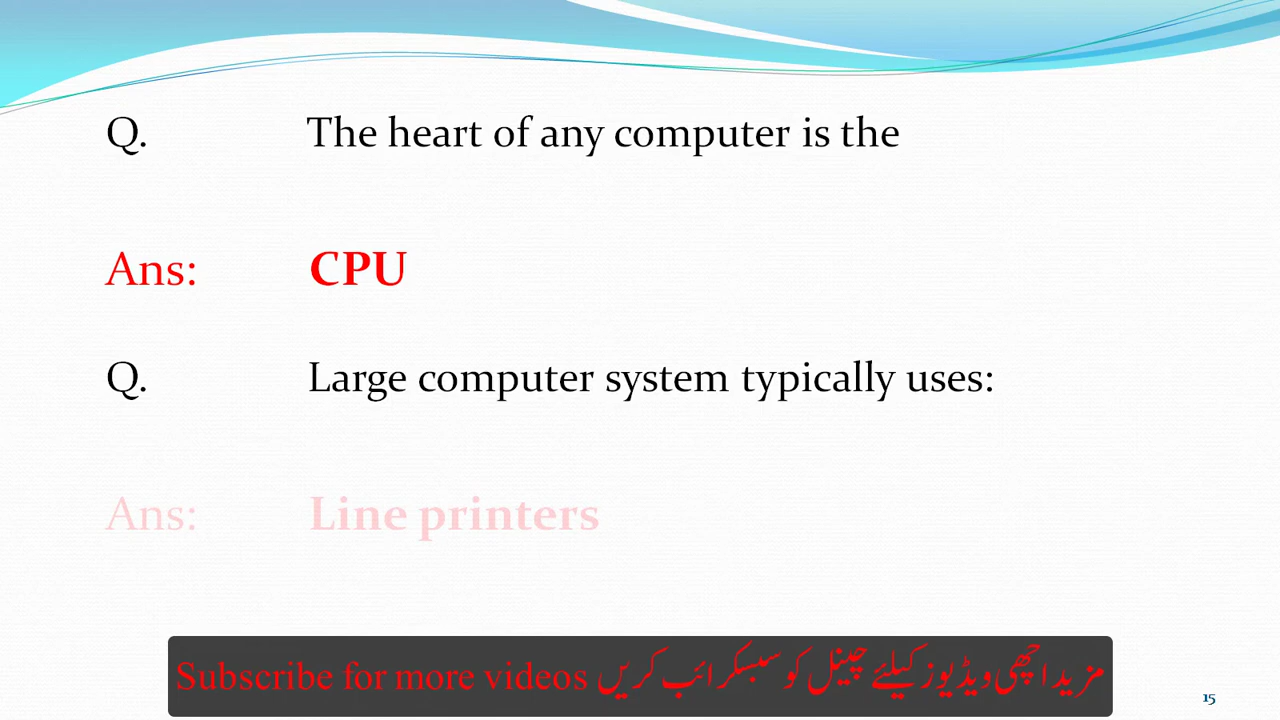 Q. The heart of any computer is the
Ans: CPU
Q. Large computer system typically uses:
Ans: Line printers
Subscribe for more videos مزید اچھی ویڈیوز کیلئے چینل کو سبسکرائب کریں
15